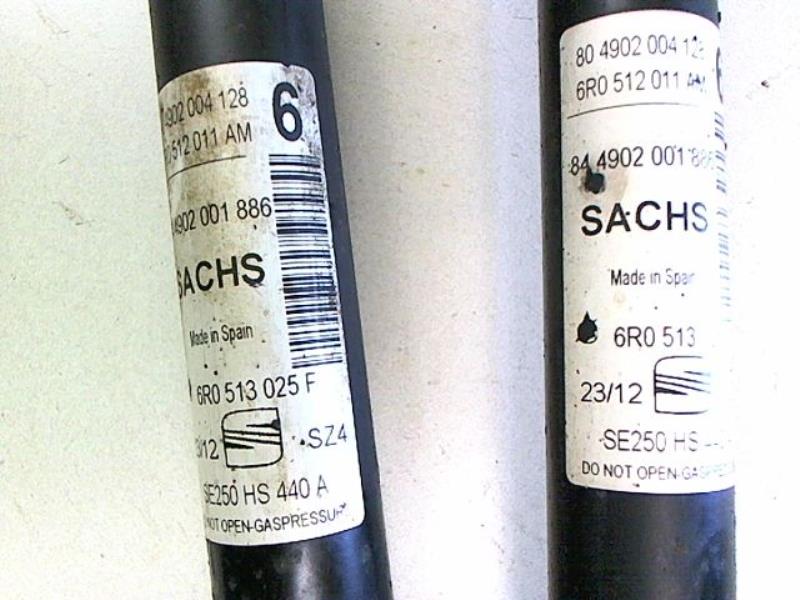 4902 004 128
512 011 AM
6
4902 001 886
SACHS
Made in Spain
6R0 513 025 F
/12
SZ4
SE250 HS 440 A
NOT OPEN-GASPRESSUR
80 4902 004 128
6R0 512 011 AM
84 4902 001 886
SACHS
Made in Spain
6R0 513
23/12
SE250 HS 440
DO NOT OPEN-GASPRESS